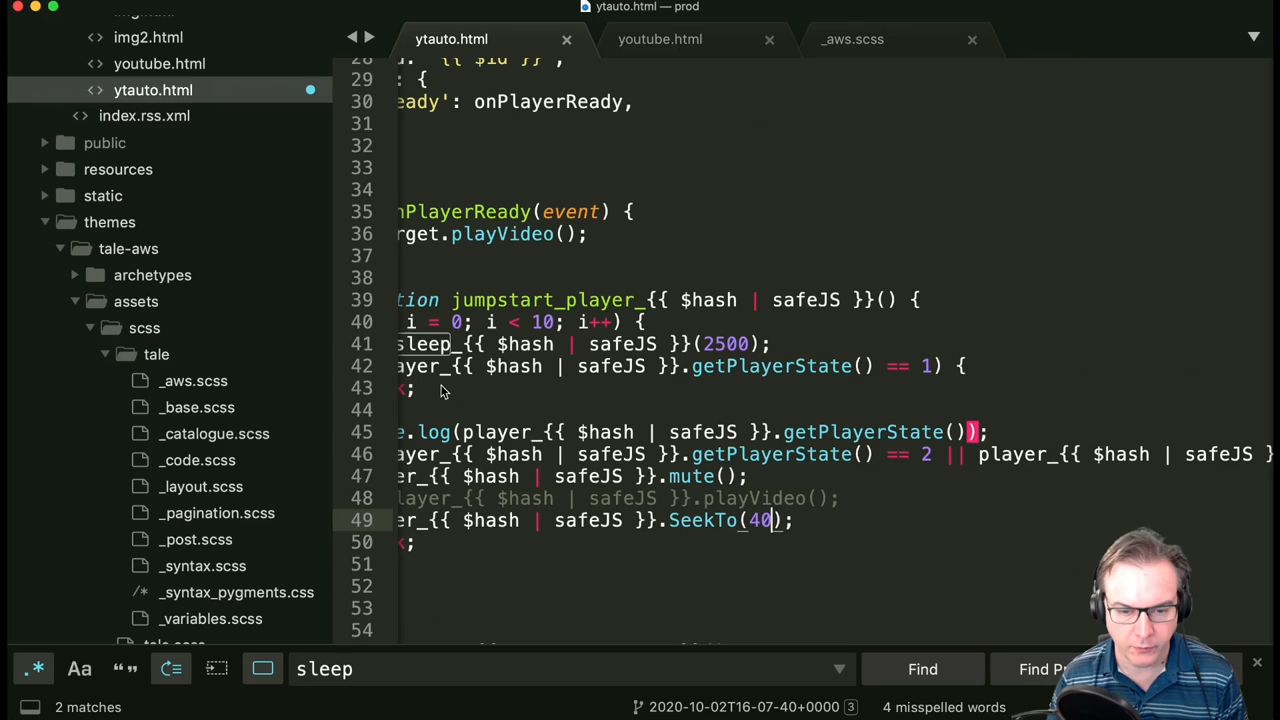 ytauto.html — prod
img2.html
youtube.html
ytauto.html
index.rss.xml
public
resources
static
themes
tale-aws
archetypes
assets
scss
tale
_aws.scss
_base.scss
_catalogue.scss
_code.scss
_layout.scss
_pagination.scss
_post.scss
_syntax.scss
/* _syntax_pygments.css
_variables.scss
ytauto.html youtube.html _aws.scss
28 d: '{{ $id }}',
29 : {
30 eady': onPlayerReady,
31
32
33
34
35 nPlayerReady(event) {
36 rget.playVideo();
37
38
39 tion jumpstart_player_{{ $hash | safeJS }}() {
40 i = 0; i < 10; i++) {
41 sleep_{{ $hash | safeJS }}(2500);
42 ayer_{{ $hash | safeJS }}.getPlayerState() == 1) {
43 k;
44
45 e.log(player_{{ $hash | safeJS }}.getPlayerState());
46 ayer_{{ $hash | safeJS }}.getPlayerState() == 2 || player_{{ $hash | safeJS }
47 er_{{ $hash | safeJS }}.mute();
48 layer_{{ $hash | safeJS }}.playVideo();
49 er_{{ $hash | safeJS }}.SeekTo(40);
50 k;
51
52
53
54
.* Aa “ ” sleep Find Find Pr
2 matches 2020-10-02T16-07-40+0000 3 4 misspelled words